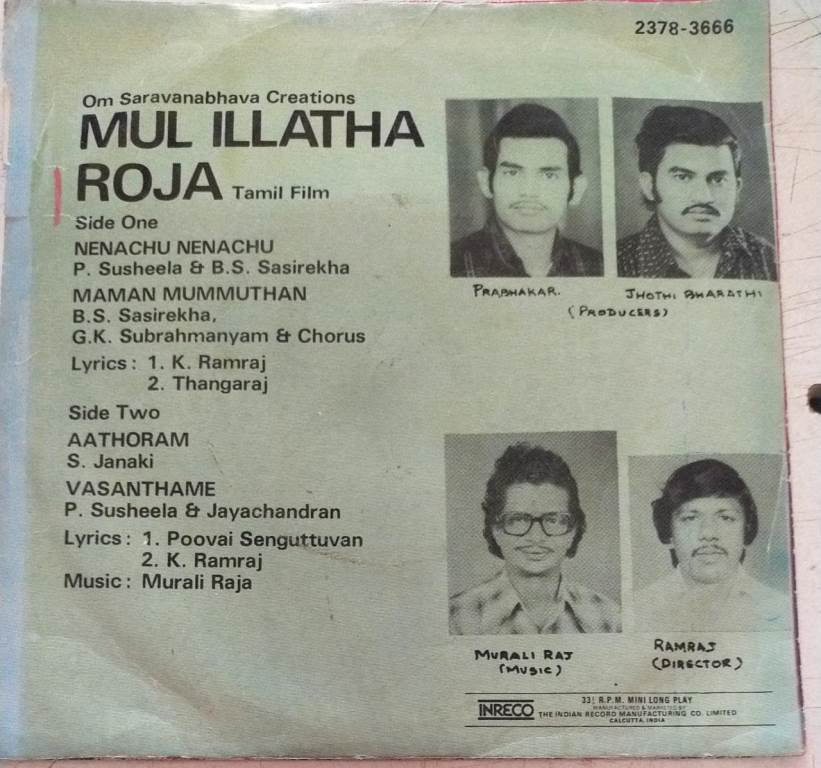 2378-3666
Om Saravanabhava Creations
MUL ILLATHA
ROJA Tamil Film
Side One
NENACHU NENACHU
P. Susheela & B.S. Sasirekha
MAMAN MUMMUTHAN
B.S. Sasirekha,
G.K. Subrahmanyam & Chorus
Lyrics: 1. K. Ramraj
2. Thangaraj
Side Two
AATHORAM
S. Janaki
VASANTHAME
P. Susheela & Jayachandran
Lyrics: 1. Poovai Senguttuvan
2. K. Ramraj
Music: Murali Raja
PRABHAKAR.
JHOTHI BHARATHI
(PRODUCERS)
MURALI RAJ
(MUSIC)
RAMRAJ
(DIRECTOR)
INRECO
33⅓ R.P.M. MINI LONG PLAY
MANUFACTURED & MARKETED BY
THE INDIAN RECORD MANUFACTURING CO. LIMITED
CALCUTTA, INDIA